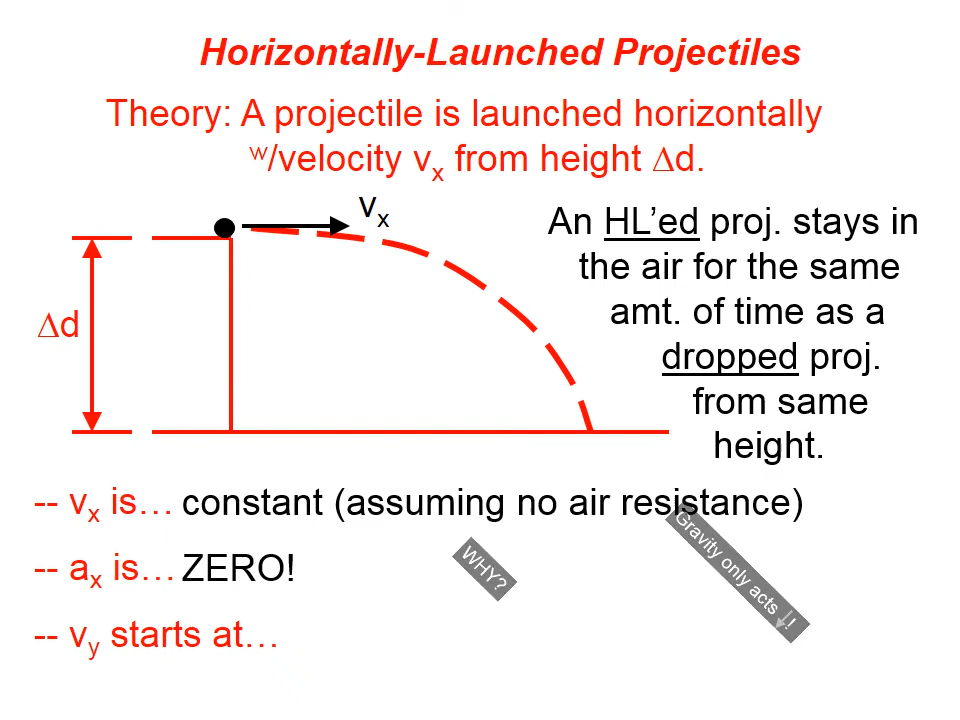 Horizontally-Launched Projectiles
Theory: A projectile is launched horizontally
w/velocity vx from height Δd.
vx
An HL’ed proj. stays in
the air for the same
amt. of time as a
dropped proj.
from same
height.
Δd
-- vx is… constant (assuming no air resistance)
-- ax is… ZERO!
WHY?
Gravity only acts ↓!
-- vy starts at…